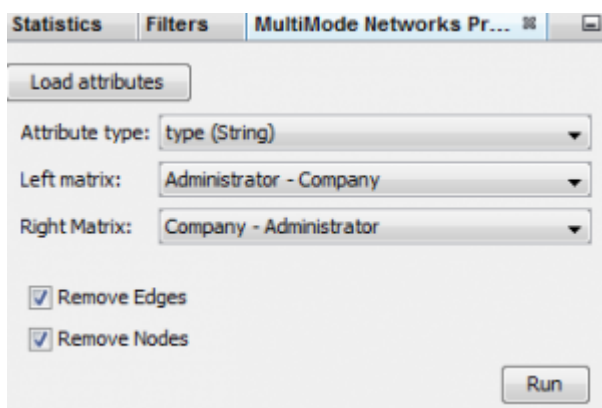 Statistics Filters MultiMode Networks Pr...
Load attributes
Attribute type: type (String)
Left matrix: Administrator - Company
Right Matrix: Company - Administrator
Remove Edges
Remove Nodes
Run